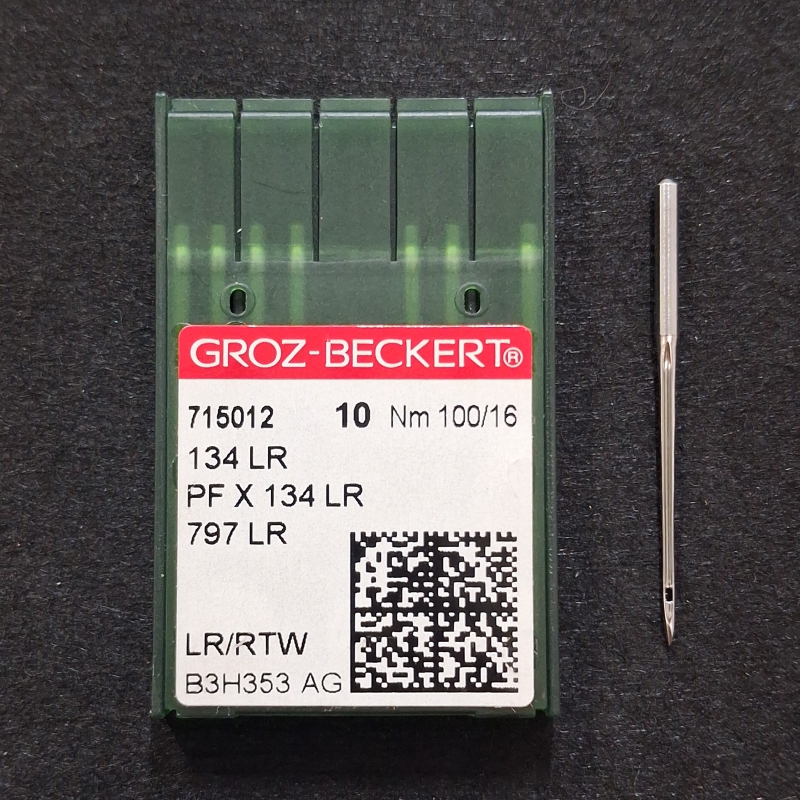 GROZ-BECKERT®
715012 10 Nm 100/16
134 LR
PF X 134 LR
797 LR
LR/RTW
B3H353 AG